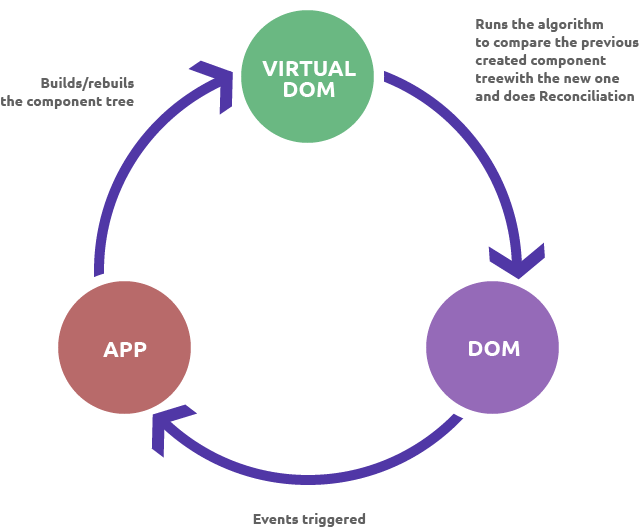 Runs the algorithm
to compare the previous
created component
treewith the new one
and does Reconciliation
VIRTUAL
DOM
Builds/rebuils
the component tree
APP
DOM
Events triggered